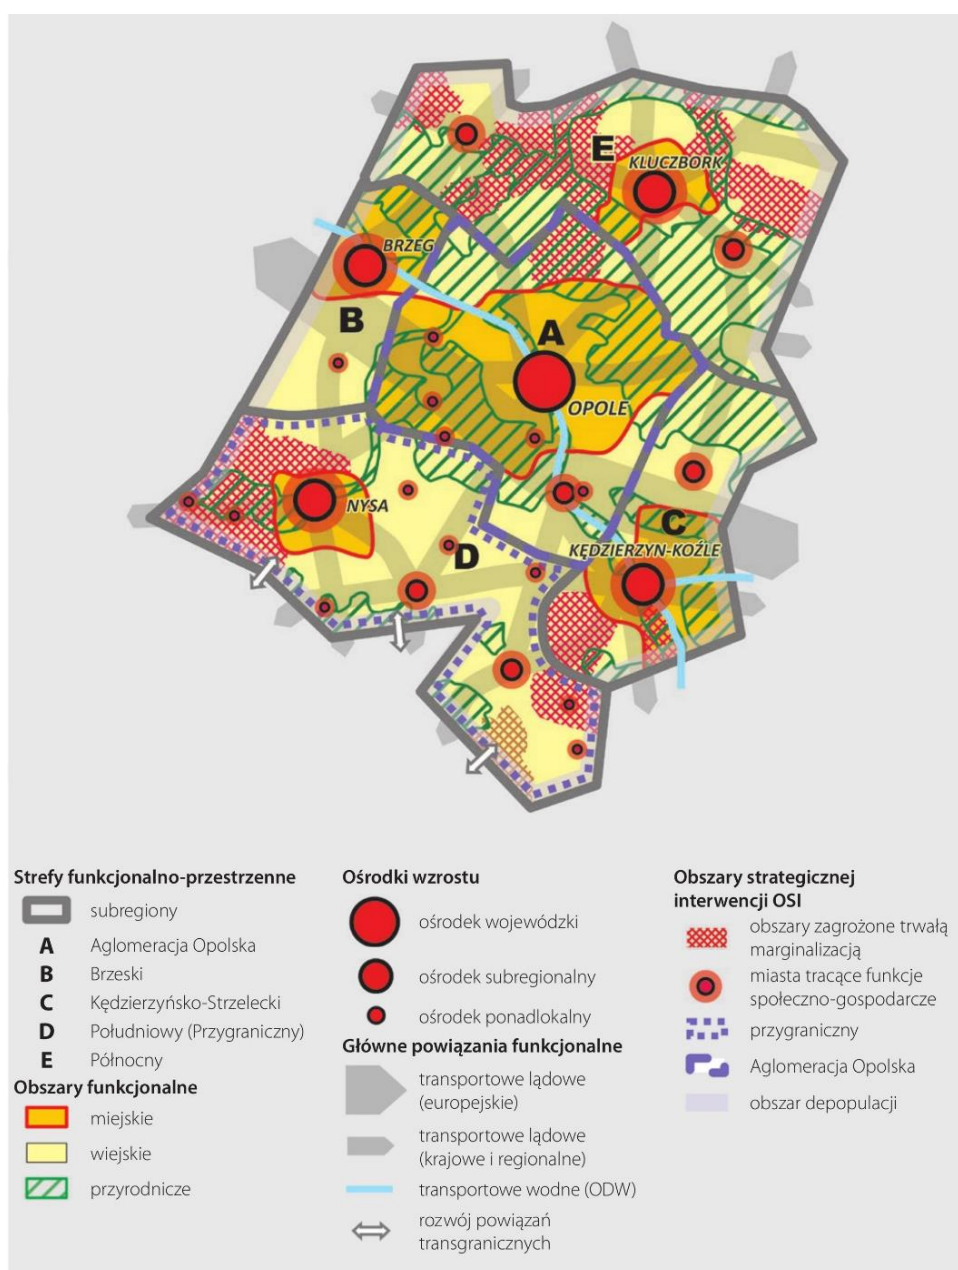 E
KLUCZBORK
BRZEG
B
A
OPOLE
NYSA
C
D
KĘDZIERZYN-KOŹLE
Strefy funkcjonalno-przestrzenne
subregiony
A Aglomeracja Opolska
B Brzeski
C Kędzierzyńsko-Strzelecki
D Południowy (Przygraniczny)
E Północny
Obszary funkcjonalne
miejskie
wiejskie
przyrodnicze
Ośrodki wzrostu
ośrodek wojewódzki
ośrodek subregionalny
ośrodek ponadlokalny
Główne powiązania funkcjonalne
transportowe lądowe
(europejskie)
transportowe lądowe
(krajowe i regionalne)
transportowe wodne (ODW)
rozwój powiązań
transgranicznych
Obszary strategicznej
interwencji OSI
obszary zagrożone trwałą
marginalizacją
miasta tracące funkcje
społeczno-gospodarcze
przygraniczny
Aglomeracja Opolska
obszar depopulacji